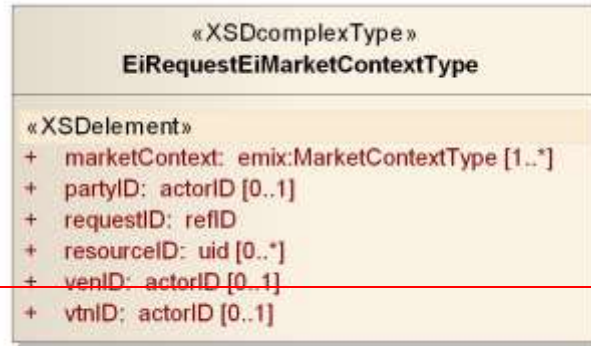 «XSDcomplexType»
EiRequestEiMarketContextType
«XSDelement»
+ marketContext: emix:MarketContextType [1..*]
+ partyID: actorID [0..1]
+ requestID: refID
+ resourceID: uid [0..*]
+ venID: actorID [0..1]
+ vtnID: actorID [0..1]